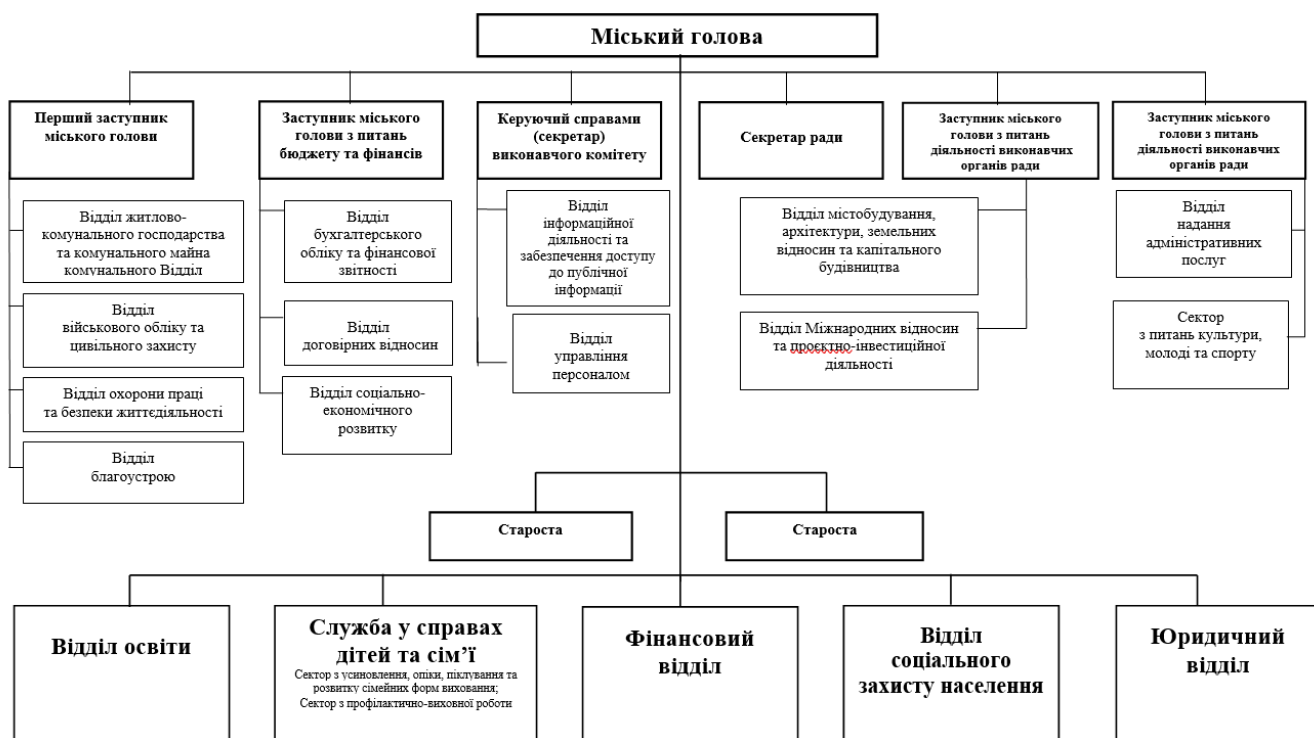 Міський голова
Перший заступник
міського голови
Заступник міського
голови з питань
бюджету та фінансів
Керуючий справами
(секретар)
виконавчого комітету
Секретар ради
Заступник міського
голови з питань
діяльності виконавчих
органів ради
Заступник міського
голови з питань
діяльності виконавчих
органів ради
Відділ житлово-
комунального господарства
та комунального майна
комунального Відділ
Відділ
військового обліку та
цивільного захисту
Відділ охорони праці
та безпеки життєдіяльності
Відділ
благоустрою
Відділ
бухгалтерського
обліку та фінансової
звітності
Відділ
договірних відносин
Відділ соціально-
економічного
розвитку
Відділ
інформаційної
діяльності та
забезпечення доступу
до публічної
інформації
Відділ
управління
персоналом
Відділ містобудування,
архітектури, земельних
відносин та капітального
будівництва
Відділ Міжнародних відносин
та проєктно-інвестиційної
діяльності
Відділ
надання
адміністративних
послуг
Сектор
з питань культури,
молоді та спорту
Староста
Староста
Відділ освіти
Служба у справах
дітей та сім’ї
Сектор з усиновлення, опіки, піклування та
розвитку сімейних форм виховання;
Сектор з профілактично-виховної роботи
Фінансовий
відділ
Відділ
соціального
захисту населення
Юридичний
відділ